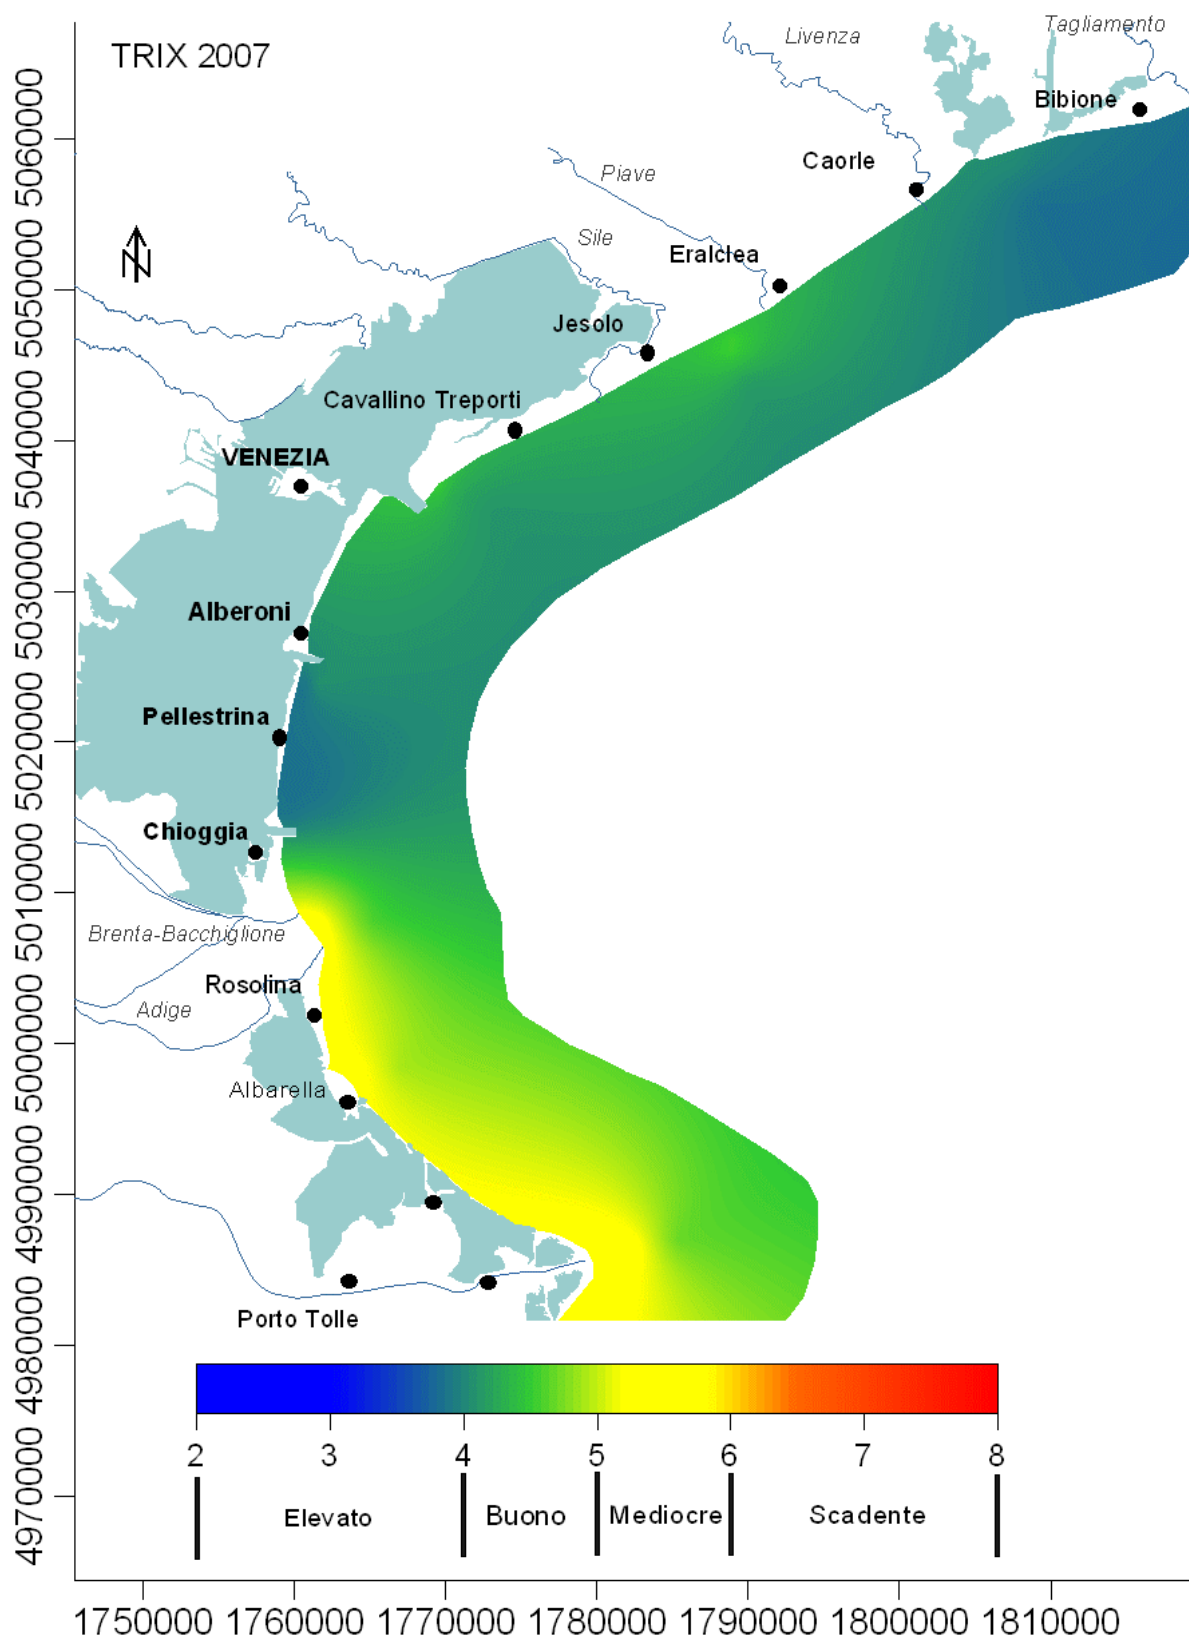 Tagliamento
Livenza
TRIX 2007
Bibione
Caorle
Piave
Sile
Eralclea
N
Jesolo
Cavallino Treporti
VENEZIA
Alberoni
Pellestrina
Chioggia
Brenta-Bacchiglione
Rosolina
Adige
Albarella
Porto Tolle
5060000
5050000
5040000
5030000
5020000
5010000
5000000
4990000
4980000
4970000
2 3 4 5 6 7 8
Elevato Buono Mediocre Scadente
1750000 1760000 1770000 1780000 1790000 1800000 1810000